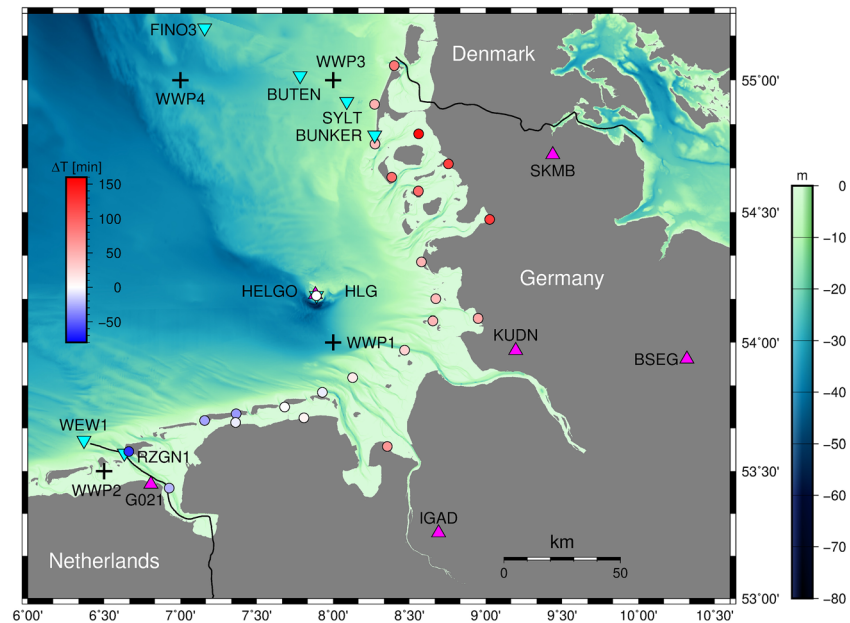 FINO3
Denmark
WWP3
55°00'
WWP4
BUTEN
SYLT
BUNKER
ΔT [min]
150
100
50
0
−50
SKMB
m
0
−10
−20
−30
−40
−50
−60
−70
−80
54°30'
Germany
HELGO
HLG
WWP1
54°00'
KUDN
BSEG
WEW1
RZGN1
WWP2
G021
53°30'
IGAD
km
0
50
Netherlands
53°00'
6°00'
7°00'
7°30'
8°00'
8°30'
9°00'
9°30'
10°00'
10°30'